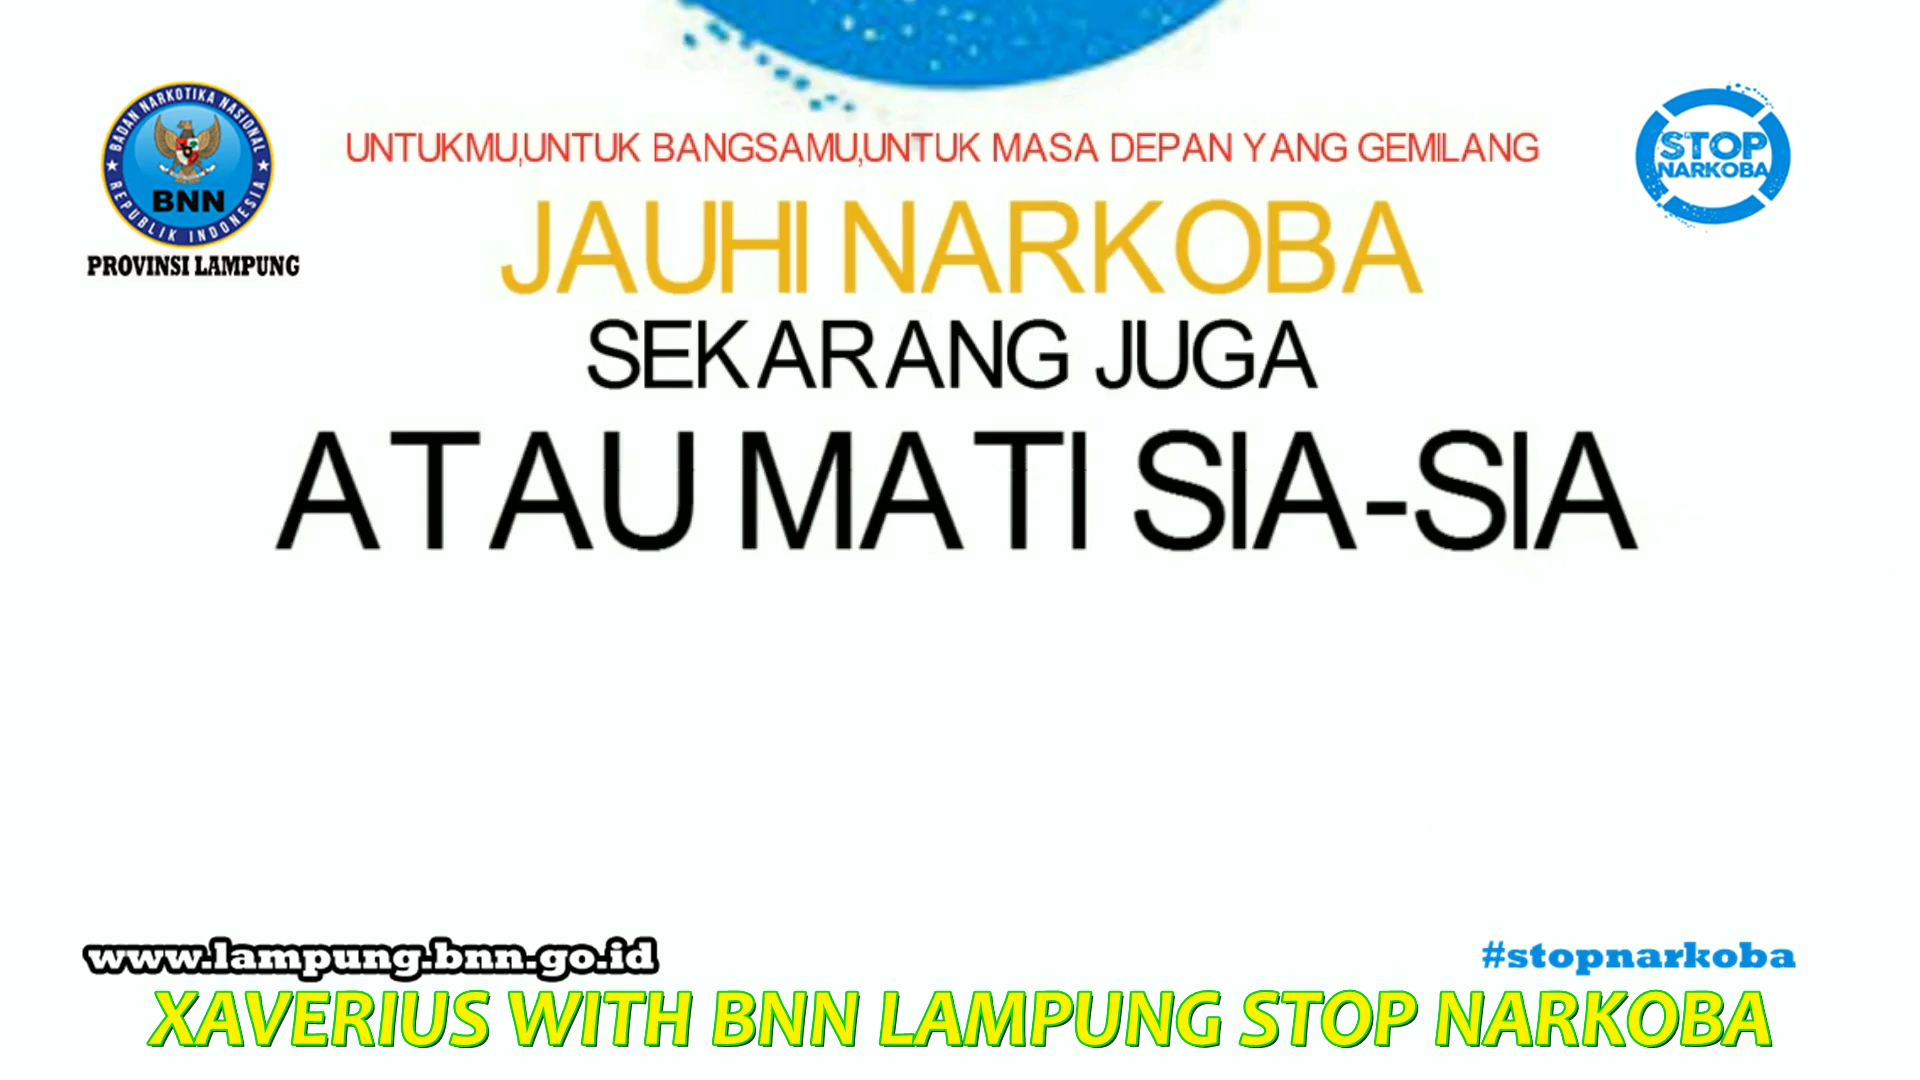 BADAN NARKOTIKA NASIONAL
BNN
REPUBLIK INDONESIA
PROVINSI LAMPUNG
UNTUKMU,UNTUK BANGSAMU,UNTUK MASA DEPAN YANG GEMILANG
STOP
NARKOBA
JAUHI NARKOBA
SEKARANG JUGA
ATAU MATI SIA-SIA
www.lampung.bnn.go.id
#stopnarkoba
XAVERIUS WITH BNN LAMPUNG STOP NARKOBA